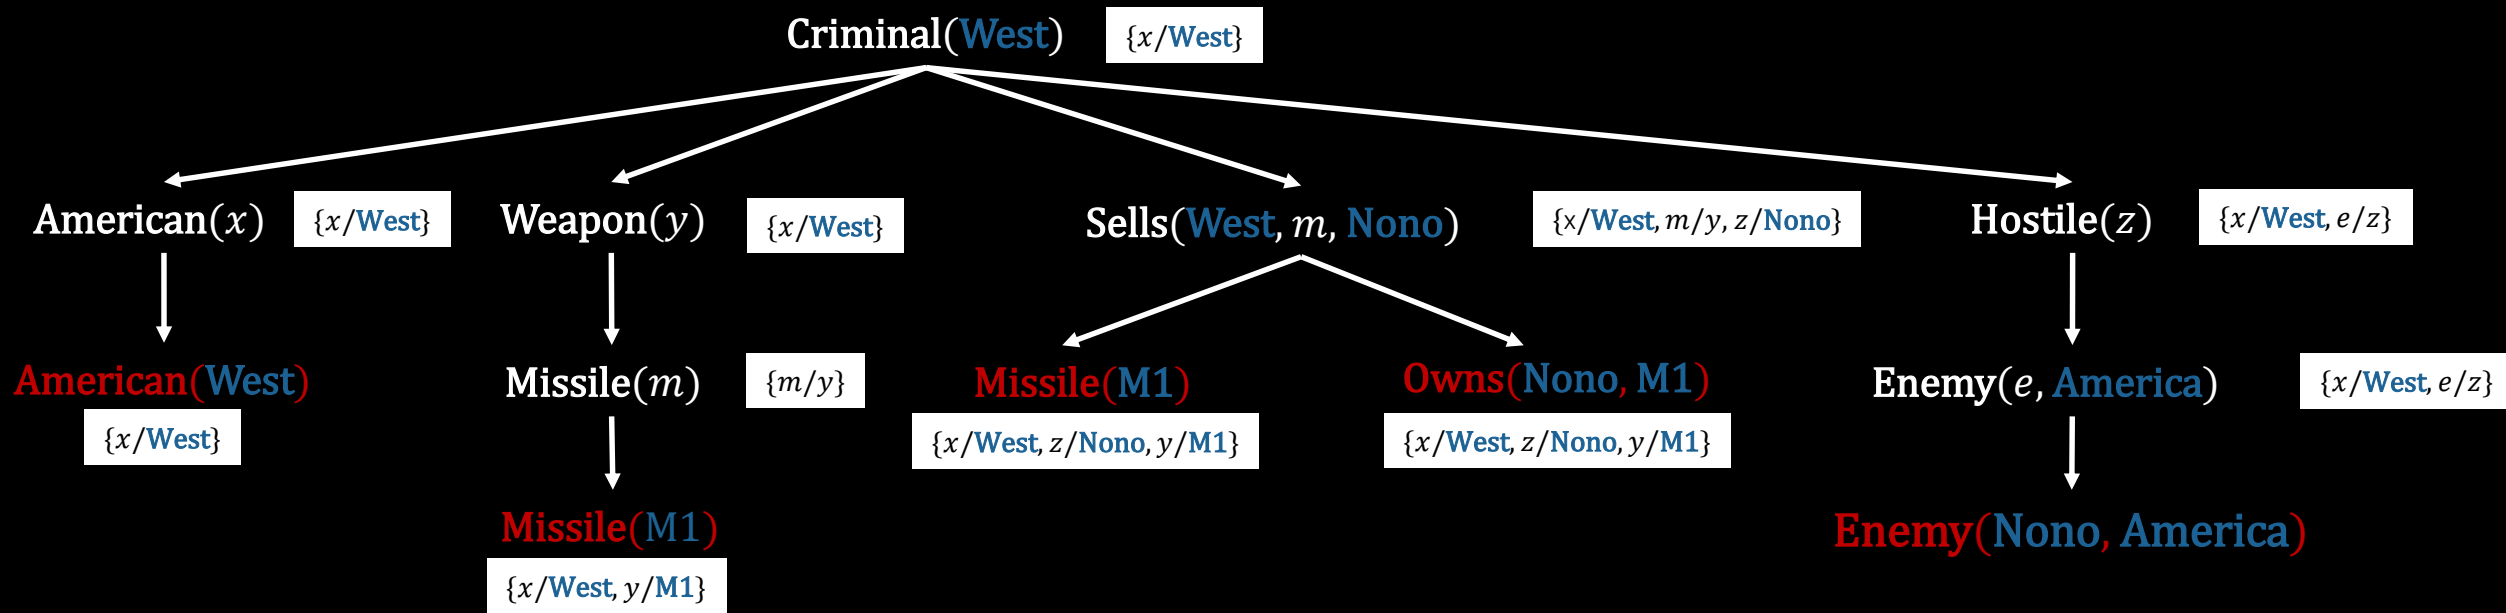 Criminal(West) {x/West}
American(x) {x/West} Weapon(y) {x/West} Sells(West, m, Nono) {x/West, m/y, z/Nono} Hostile(z) {x/West, e/z}
American(West) Missile(m) {m/y} Missile(M1) Owns(Nono, M1) Enemy(e, America) {x/West, e/z}
{x/West} {x/West, z/Nono, y/M1} {x/West, z/Nono, y/M1}
Missile(M1) Enemy(Nono, America)
{x/West, y/M1}